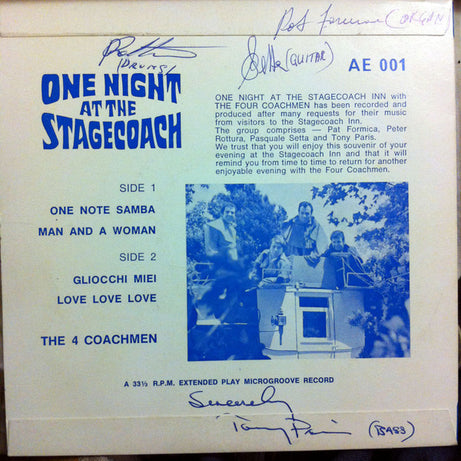 Pat Formica (ORGAN)
(DRUMS)
Setta (GUITAR)
AE 001
ONE NIGHT
AT THE
STAGECOACH
ONE NIGHT AT THE STAGECOACH INN with
THE FOUR COACHMEN has been recorded and
produced after many requests for their music
from visitors to the Stagecoach Inn.
The group comprises — Pat Formica, Peter
Rottura, Pasquale Setta and Tony Paris.
We trust that you will enjoy this souvenir of your
evening at the Stagecoach Inn and that it will
remind you from time to time to return for another
enjoyable evening with the Four Coachmen.
SIDE 1
ONE NOTE SAMBA
MAN AND A WOMAN
SIDE 2
GLIOCCHI MIEI
LOVE LOVE LOVE
THE 4 COACHMEN
A 33⅓ R.P.M. EXTENDED PLAY MICROGROOVE RECORD
Sincerely
Tony Paris (BASS)